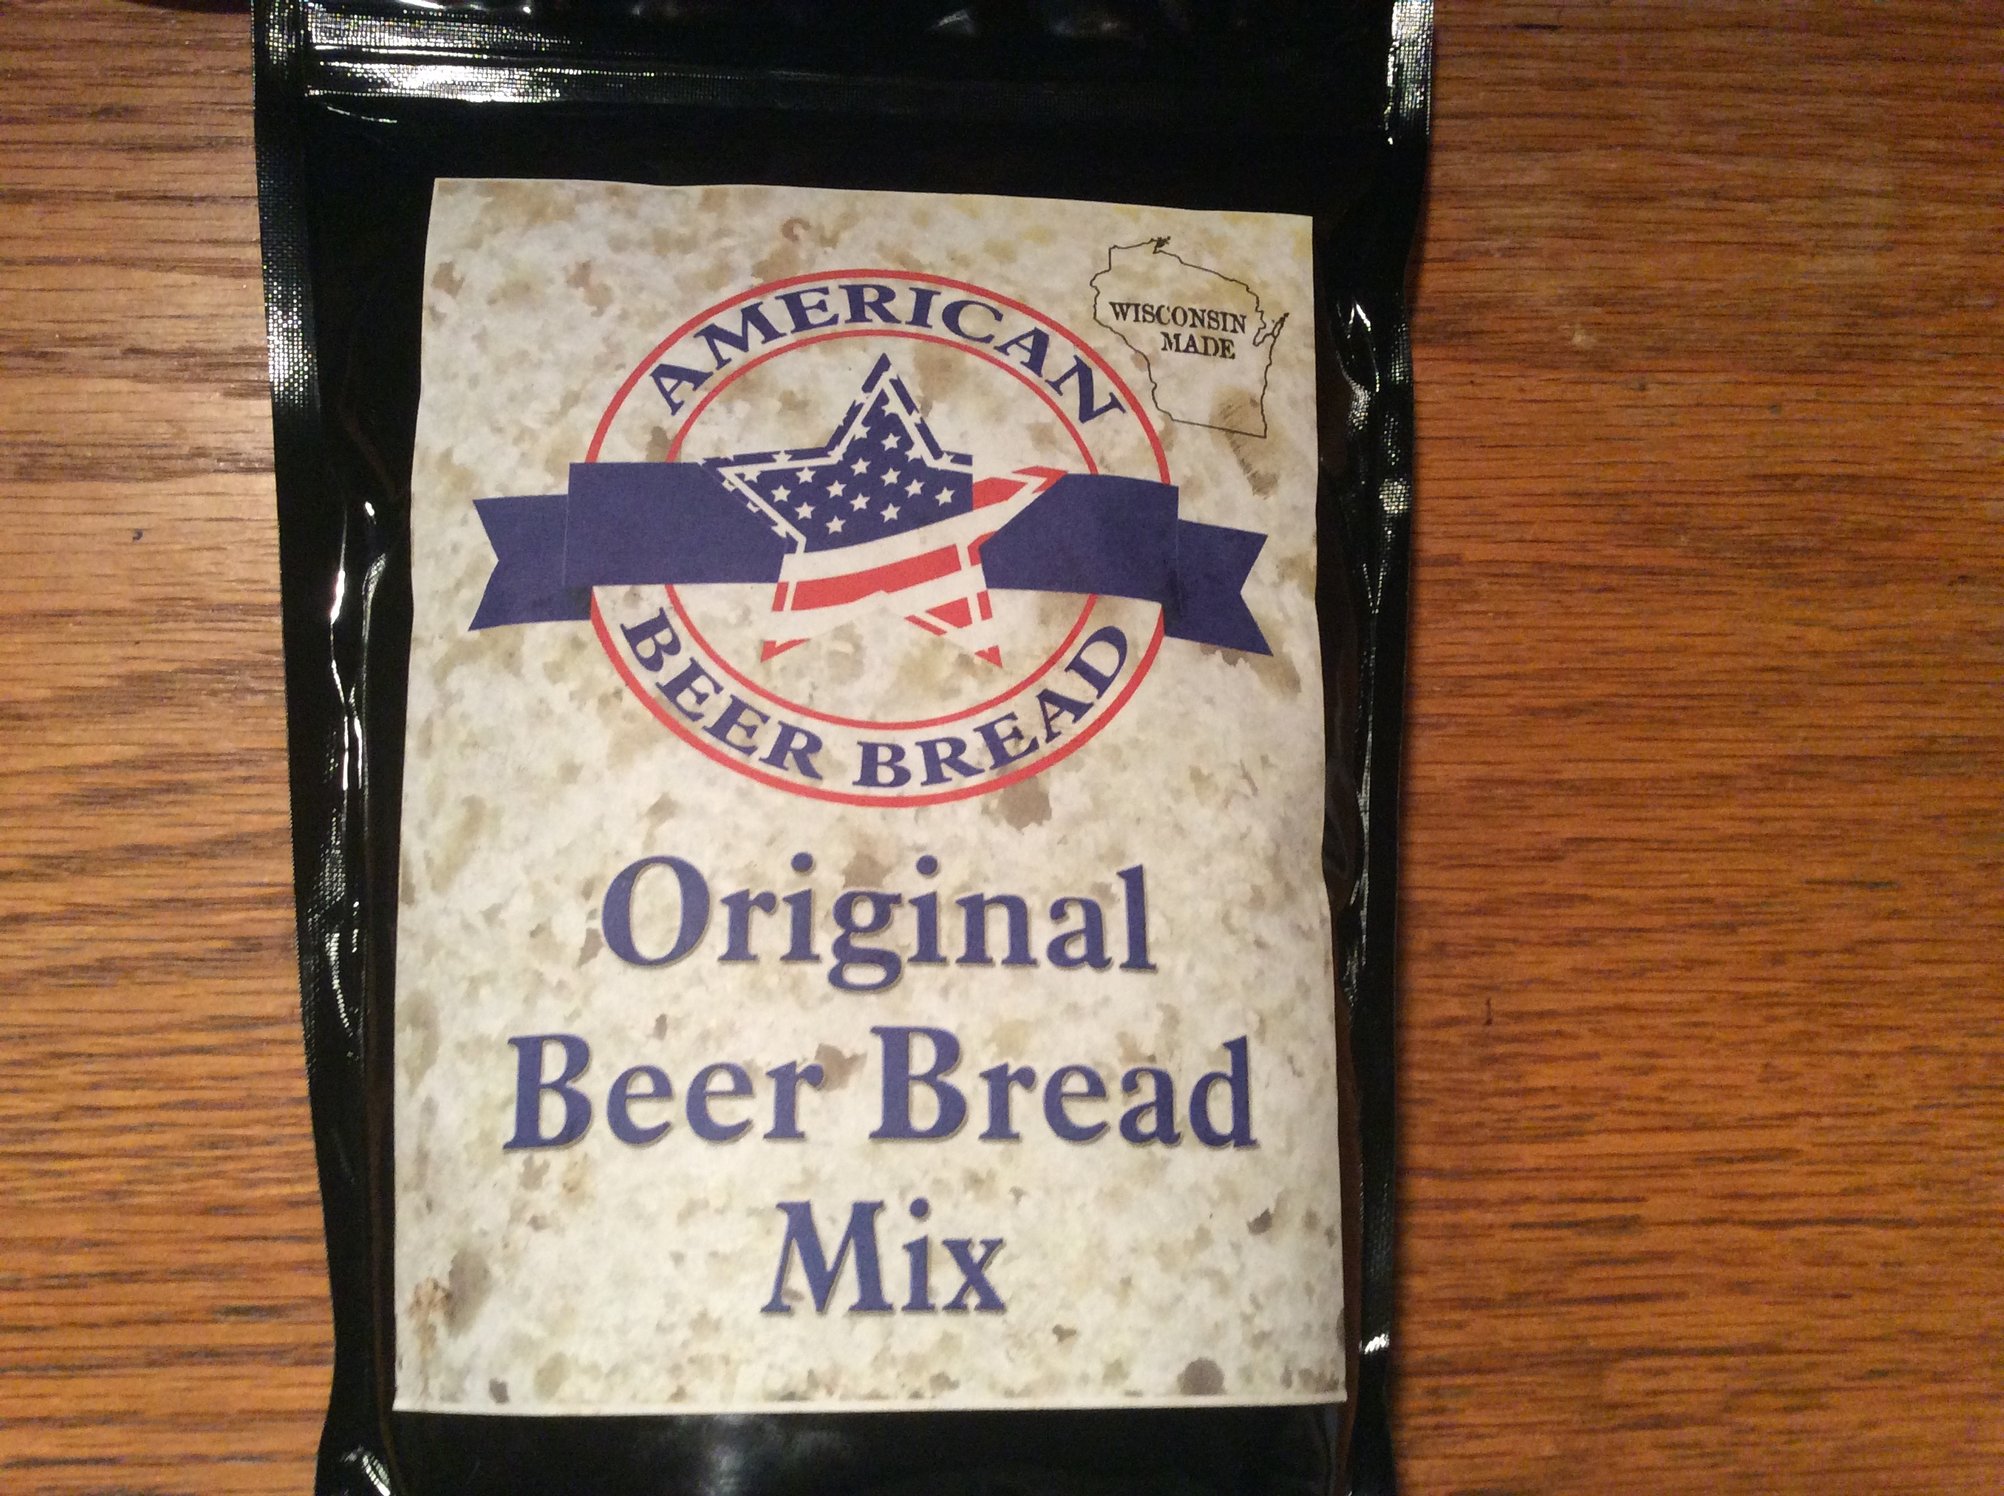 AMERICAN
WISCONSIN
MADE
BEER BREAD
Original
Beer Bread
Mix